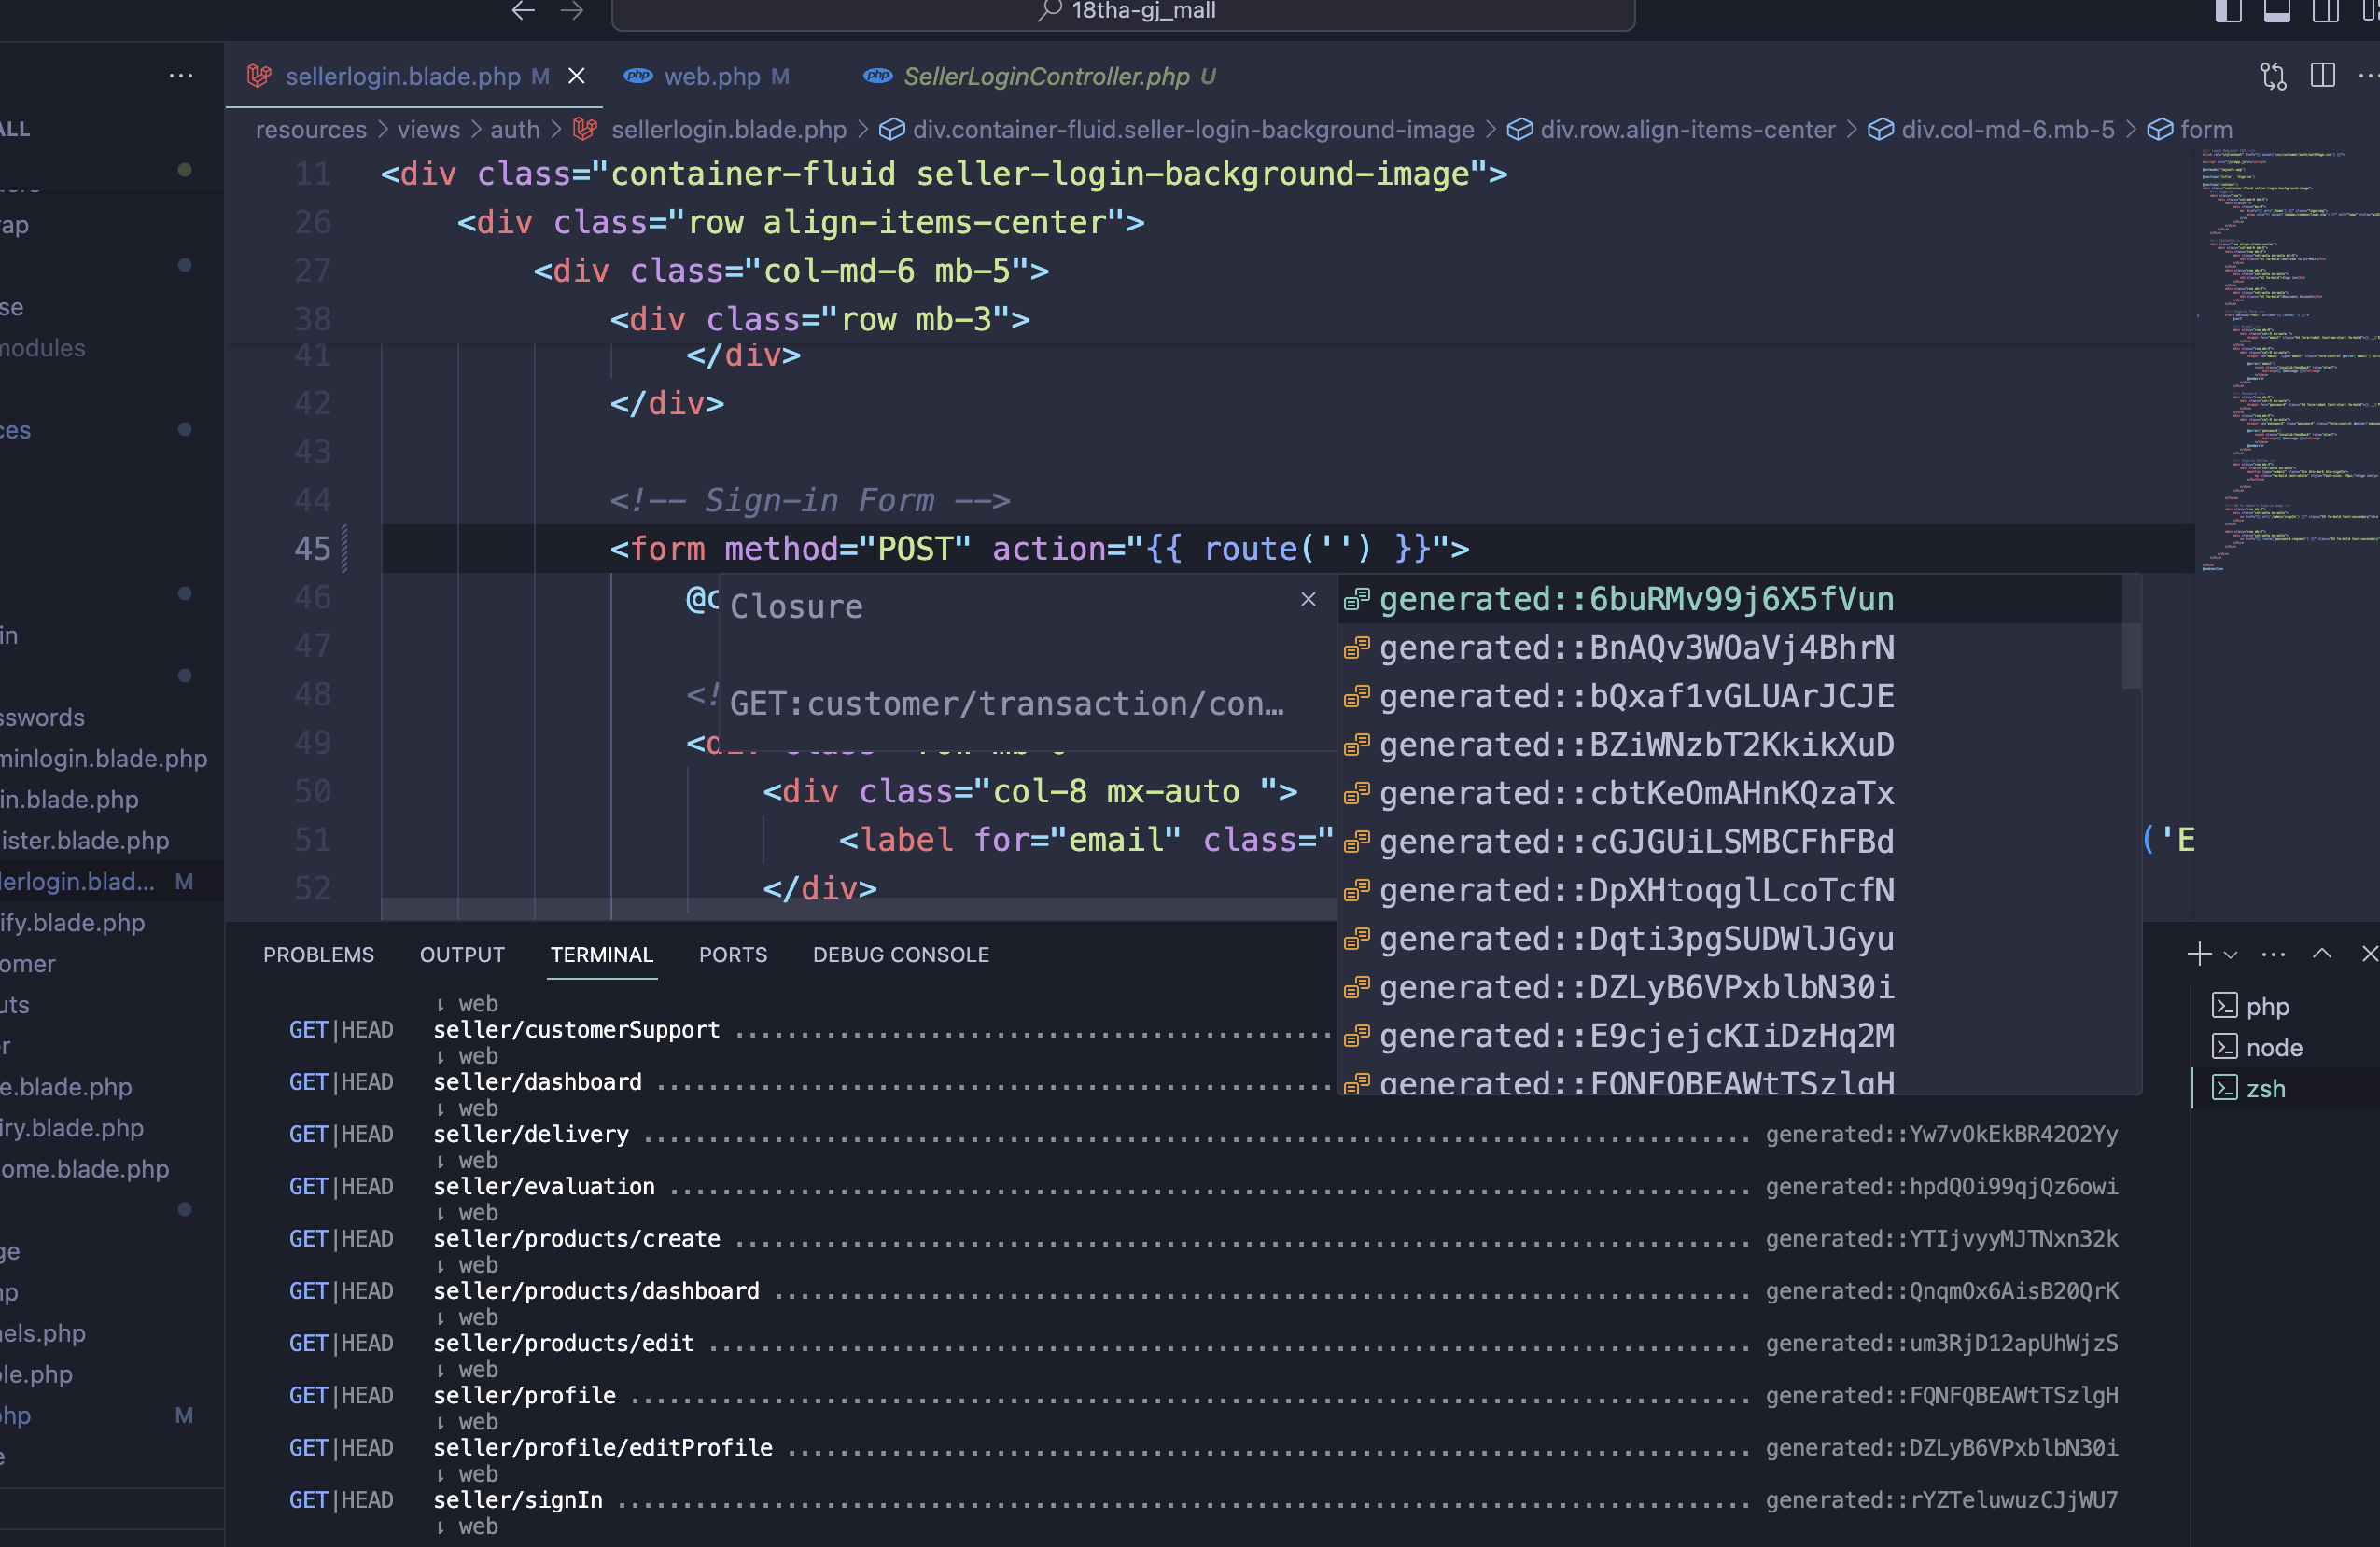 18tha-gj_mall
sellerlogin.blade.php M
web.php M
SellerLoginController.php U
resources > views > auth > sellerlogin.blade.php > div.container-fluid.seller-login-background-image > div.row.align-items-center > div.col-md-6.mb-5 > form
ALL
rap
se
modules
ces
in
sswords
minlogin.blade.php
in.blade.php
ister.blade.php
lerlogin.blad... M
ify.blade.php
omer
uts
r
e.blade.php
iry.blade.php
ome.blade.php
ge
hp
els.php
le.php
hp M
e
11 <div class="container-fluid seller-login-background-image">
26 <div class="row align-items-center">
27 <div class="col-md-6 mb-5">
38 <div class="row mb-3">
41 </div>
42 </div>
43
44 <!-- Sign-in Form -->
45 <form method="POST" action="{{ route('') }}">
46 @c
47
48 <!
49 <d
50 <div class="col-8 mx-auto ">
51 <label for="email" class="
('E
52 </div>
Closure
GET:customer/transaction/con…
generated::6buRMv99j6X5fVun
generated::BnAQv3WOaVj4BhrN
generated::bQxaf1vGLUArJCJE
generated::BZiWNzbT2KkikXuD
generated::cbtKeOmAHnKQzaTx
generated::cGJGUiLSMBCFhFBd
generated::DpXHtoqglLcoTcfN
generated::Dqti3pgSUDWlJGyu
generated::DZLyB6VPxblbN30i
generated::E9cjejcKIiDzHq2M
generated::FQNFQBEAWtTSzlgH
PROBLEMS OUTPUT TERMINAL PORTS DEBUG CONSOLE
php
node
zsh
⇂ web
GET|HEAD seller/customerSupport
⇂ web
GET|HEAD seller/dashboard
⇂ web
GET|HEAD seller/delivery generated::Yw7vOkEkBR42O2Yy
⇂ web
GET|HEAD seller/evaluation generated::hpdQOi99qjQz6owi
⇂ web
GET|HEAD seller/products/create generated::YTIjvyyMJTNxn32k
⇂ web
GET|HEAD seller/products/dashboard generated::QnqmOx6AisB20QrK
⇂ web
GET|HEAD seller/products/edit generated::um3RjD12apUhWjzS
⇂ web
GET|HEAD seller/profile generated::FQNFQBEAWtTSzlgH
⇂ web
GET|HEAD seller/profile/editProfile generated::DZLyB6VPxblbN30i
⇂ web
GET|HEAD seller/signIn generated::rYZTeluwuzCJjWU7
⇂ web